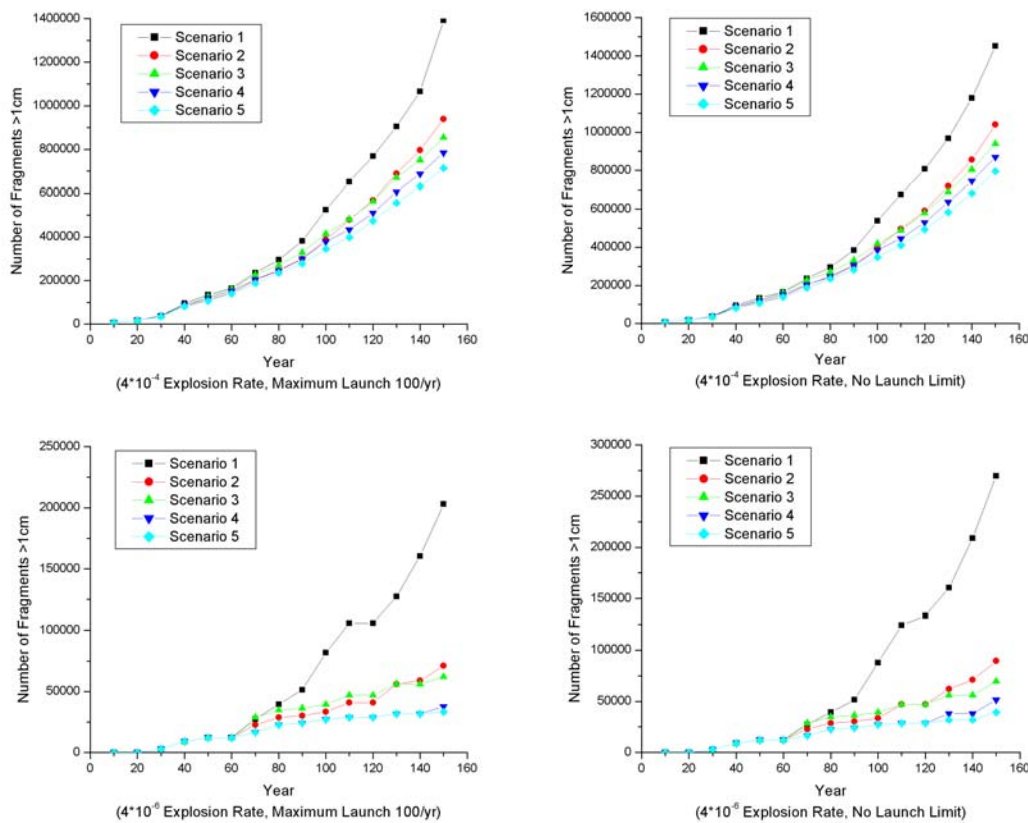 1400000
1200000
1000000
800000
600000
400000
200000
0
Number of Fragments >1cm
Scenario 1
Scenario 2
Scenario 3
Scenario 4
Scenario 5
0 20 40 60 80 100 120 140 160
Year
(4*10⁻⁴ Explosion Rate, Maximum Launch 100/yr)
1600000
1400000
1200000
1000000
800000
600000
400000
200000
0
Number of Fragments >1cm
Scenario 1
Scenario 2
Scenario 3
Scenario 4
Scenario 5
0 20 40 60 80 100 120 140 160
Year
(4*10⁻⁴ Explosion Rate, No Launch Limit)
250000
200000
150000
100000
50000
0
Number of Fragments >1cm
Scenario 1
Scenario 2
Scenario 3
Scenario 4
Scenario 5
0 20 40 60 80 100 120 140 160
Year
(4*10⁻⁶ Explosion Rate, Maximum Launch 100/yr)
300000
250000
200000
150000
100000
50000
0
Number of Fragments >1cm
Scenario 1
Scenario 2
Scenario 3
Scenario 4
Scenario 5
0 20 40 60 80 100 120 140 160
Year
(4*10⁻⁶ Explosion Rate, No Launch Limit)